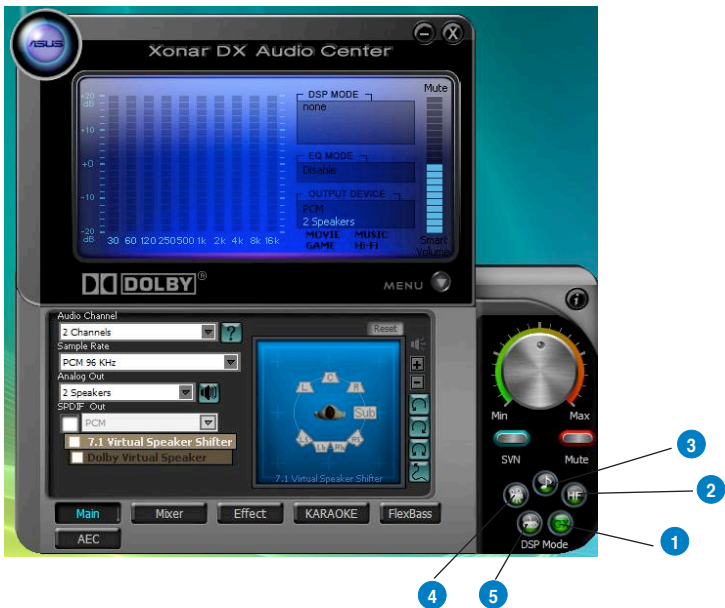 ASUS
Xonar DX Audio Center
+20
dB
+10
+0
-10
-20
dB
30 60 120 250 500 1k 2k 4k 8k 16k
DSP MODE
none
EQ MODE
Disable
OUTPUT DEVICE
PCM
2 Speakers
MOVIE MUSIC
GAME Hi-Fi
Mute
Smart
Volume
DOLBY®
MENU
Audio Channel
2 Channels
?
Sample Rate
PCM 96 KHz
Analog Out
2 Speakers
SPDIF Out
PCM
7.1 Virtual Speaker Shifter
Dolby Virtual Speaker
Reset
L C R
Sub
Ls Lb Rb Rs
7.1 Virtual Speaker Shifter
Min Max
SVN Mute
HF
DSP Mode
Main Mixer Effect KARAOKE FlexBass
AEC
3
2
1
4
5